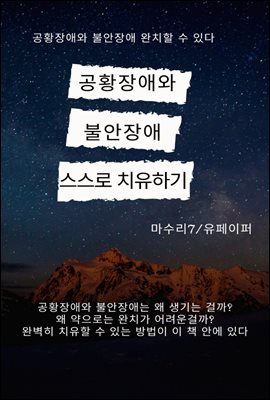 공황장애와 불안장애 완치할 수 있다
공황장애와
불안장애
스스로 치유하기
마수리7/유페이퍼
공황장애와 불안장애는 왜 생기는 걸까?
왜 약으로는 완치가 어려운걸까?
완벽히 치유할 수 있는 방법이 이 책 안에 있다